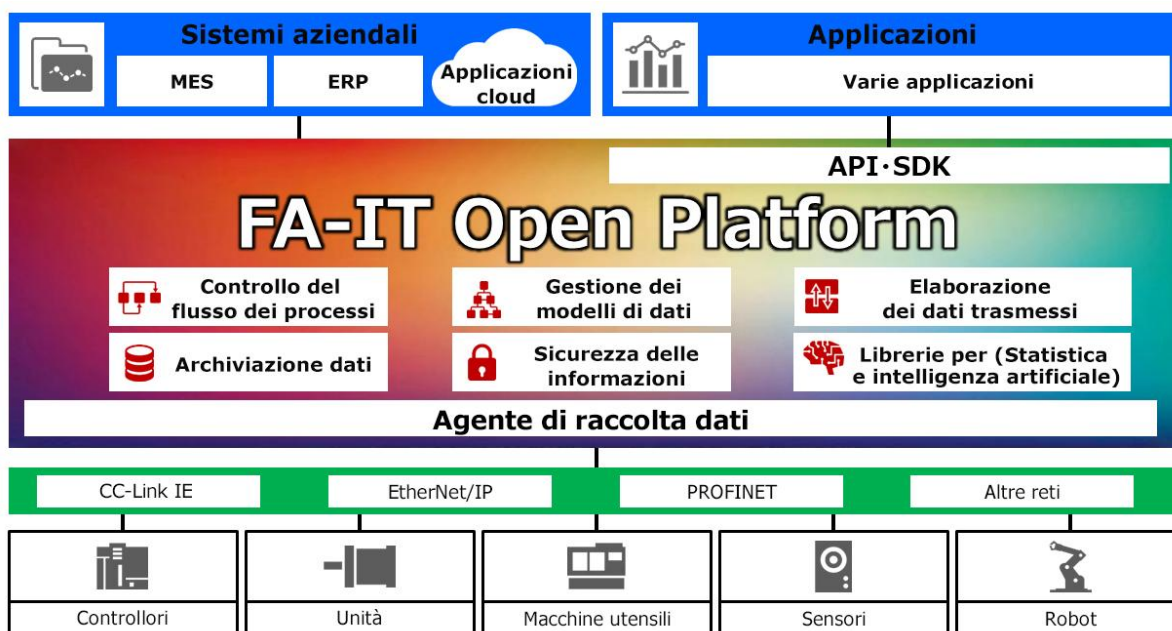 Sistemi aziendali
MES
ERP
Applicazioni
cloud
Applicazioni
Varie applicazioni
API・SDK
FA-IT Open Platform
Controllo del
flusso dei processi
Gestione dei
modelli di dati
Elaborazione
dei dati trasmessi
Archiviazione dati
Sicurezza delle
informazioni
Librerie per (Statistica
e intelligenza artificiale)
Agente di raccolta dati
CC-Link IE
EtherNet/IP
PROFINET
Altre reti
Controllori
Unità
Macchine utensili
Sensori
Robot